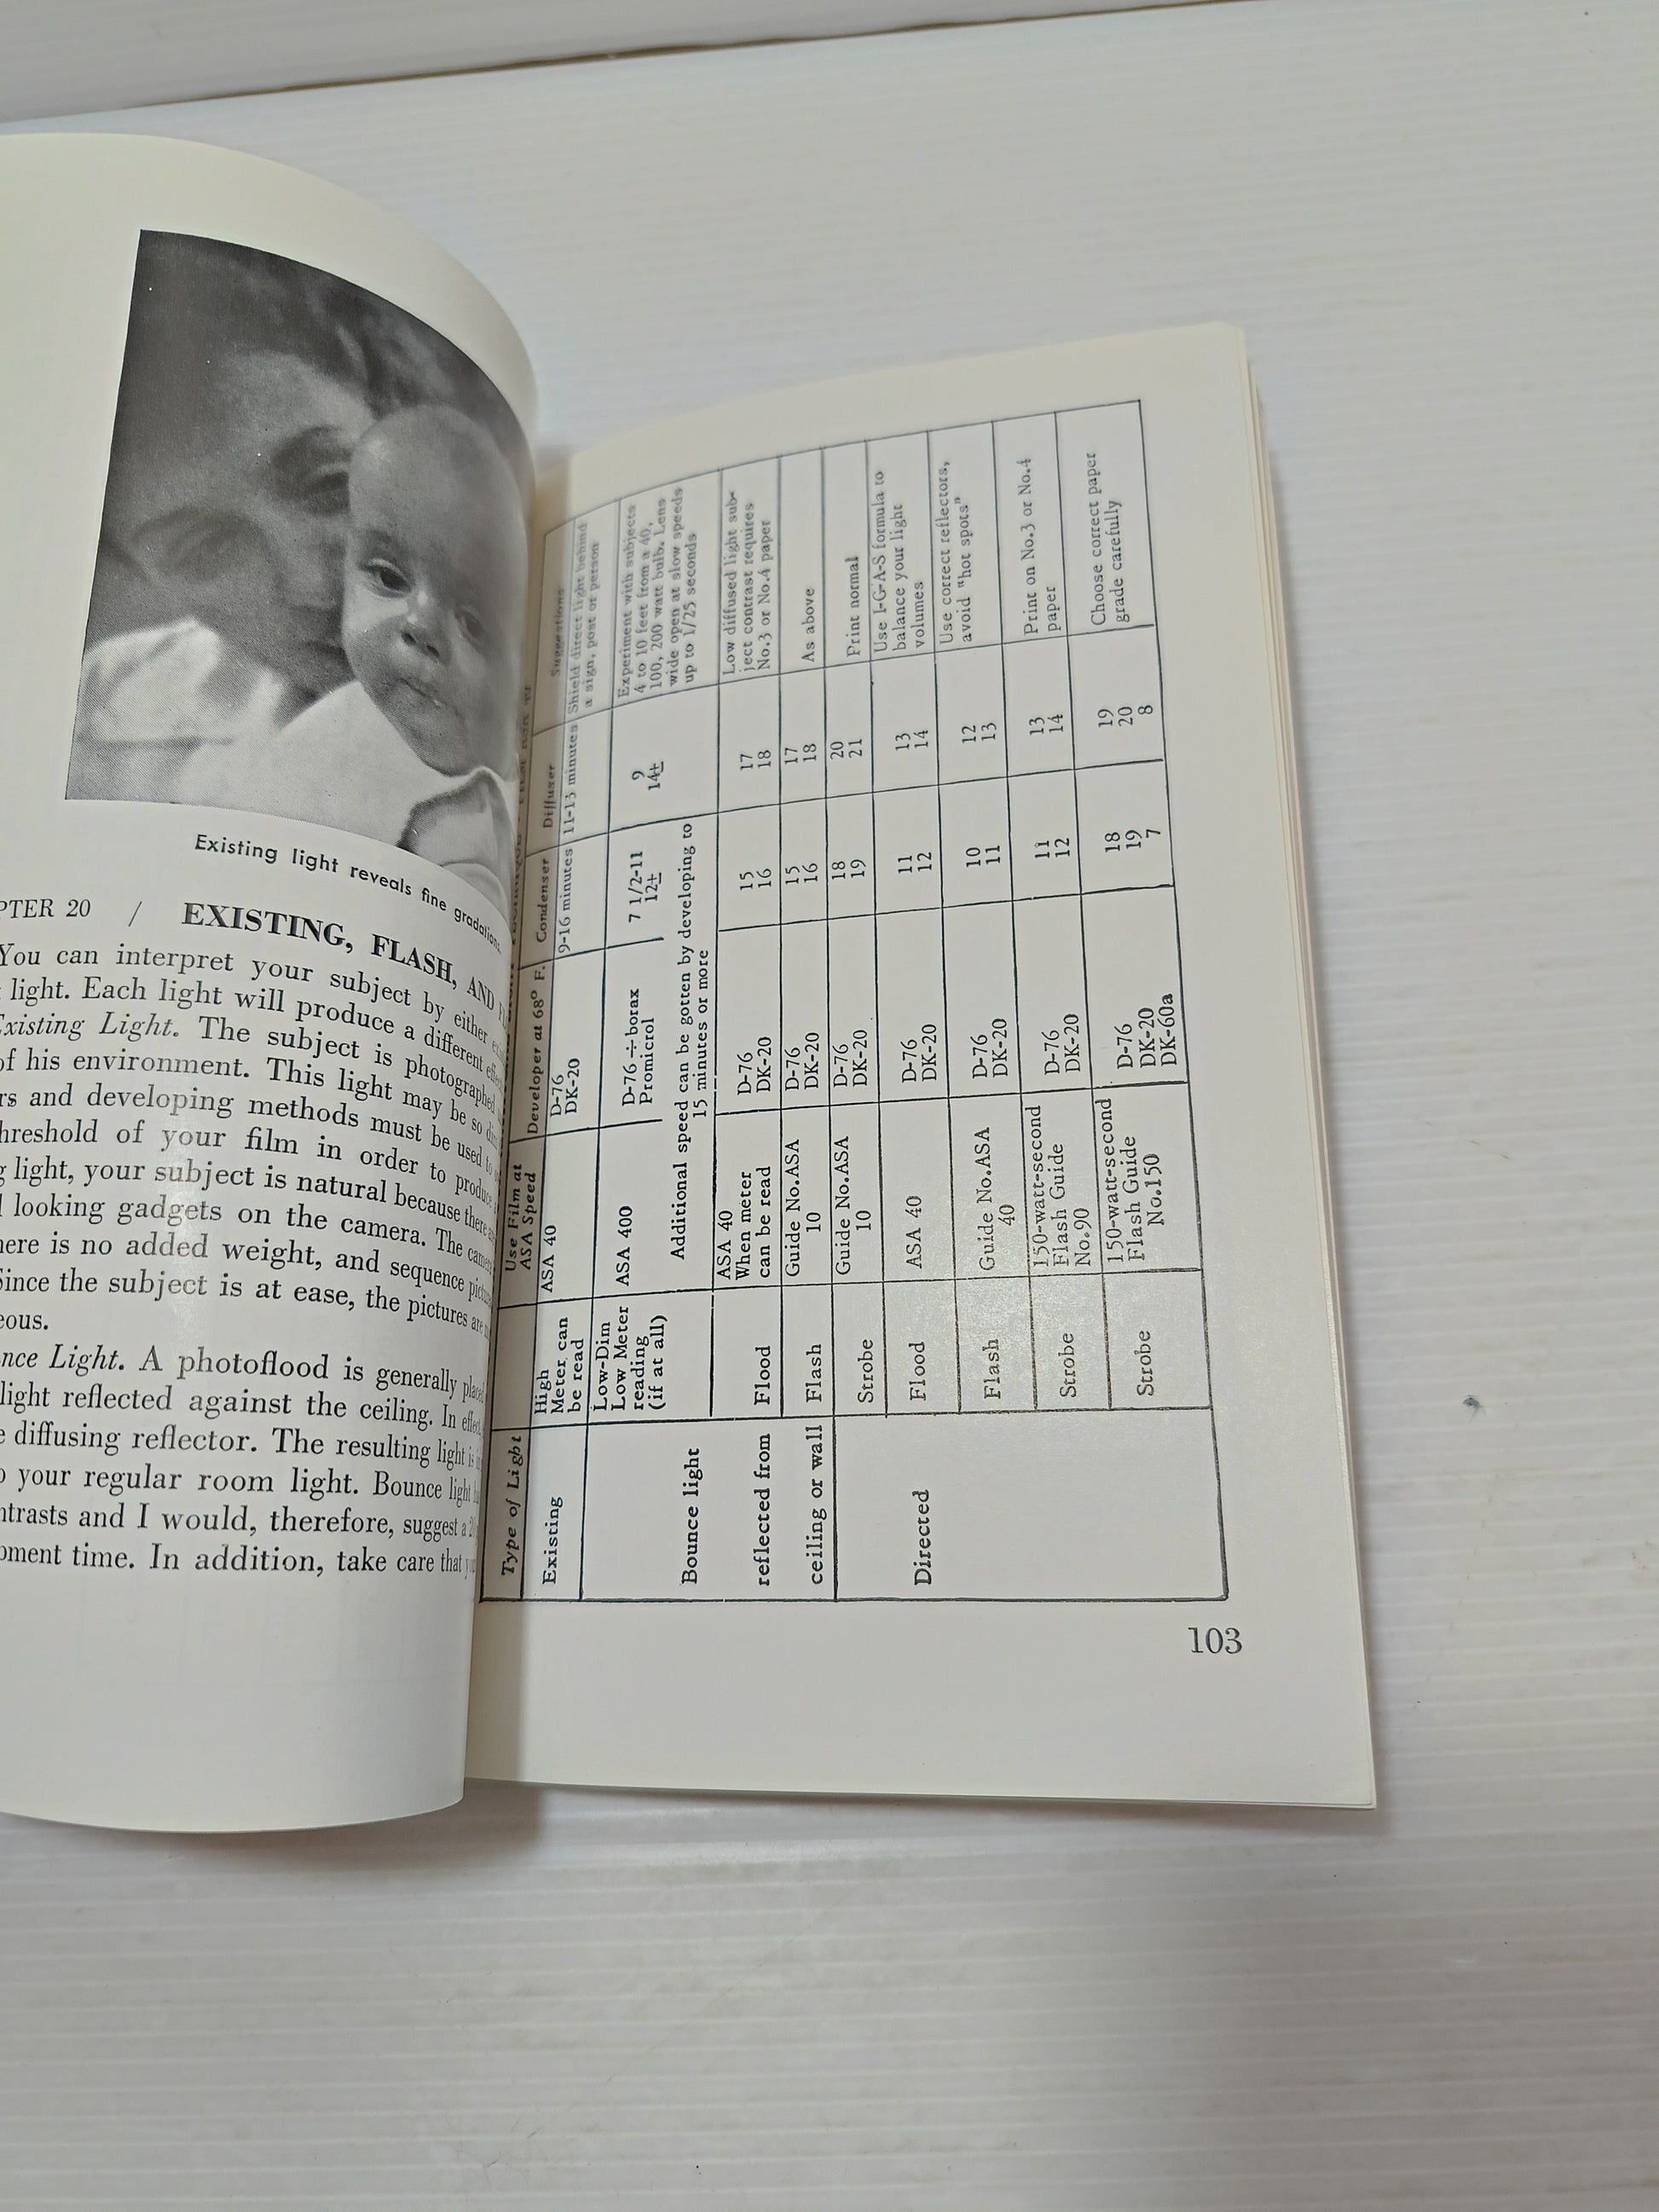 Existing light reveals fine gradations.
PTER 20 / EXISTING, FLASH, AND
You can interpret your subject by either
light. Each light will produce a different
Existing Light. The subject is photographed
of his environment. This light may be so
rs and developing methods must be used to
hreshold of your film in order to produce
g light, your subject is natural because there
l looking gadgets on the camera. The
here is no added weight, and sequence
Since the subject is at ease, the pictures are
eous.
nce Light. A photoflood is generally
light reflected against the ceiling. In effect,
e diffusing reflector. The resulting light is
o your regular room light. Bounce light
ntrasts and I would, therefore, suggest a
opment time. In addition, take care that
Type of Light
Use Film at
ASA Speed
Developer at 68° F.
Condenser
Diffuser
Suggestions
Existing
High
Meter can
be read
ASA 40
D-76
DK-20
9-16 minutes
11-13 minutes
Shield direct light behind
a sign, post or person
Low-Dim
Low Meter
reading
(if at all)
ASA 400
D-76 ÷ borax
Promicrol
7 1/2-11
12±
9
14±
Experiment with subjects
4 to 10 feet from a 40,
100, 200 watt bulb. Lens
wide open at slow speeds
up to 1/25 seconds
Additional speed can be gotten by developing to
15 minutes or more
Bounce light
reflected from
ceiling or wall
Flood
ASA 40
When meter
can be read
D-76
DK-20
15
16
17
18
Low diffused light sub-
ject contrast requires
No.3 or No.4 paper
Flash
Guide No.ASA
10
D-76
DK-20
15
16
17
18
As above
Strobe
Guide No.ASA
10
D-76
DK-20
18
19
20
21
Print normal
Directed
Flood
ASA 40
D-76
DK-20
11
12
13
14
Use I-G-A-S formula to
balance your light
volumes
Flash
Guide No.ASA
40
D-76
DK-20
10
11
12
13
Use correct reflectors,
avoid "hot spots"
Strobe
150-watt-second
Flash Guide
No.90
D-76
DK-20
11
12
13
14
Print on No.3 or No.4
paper
Strobe
150-watt-second
Flash Guide
No.150
D-76
DK-20
DK-60a
18
19
7
19
20
8
Choose correct paper
grade carefully
103